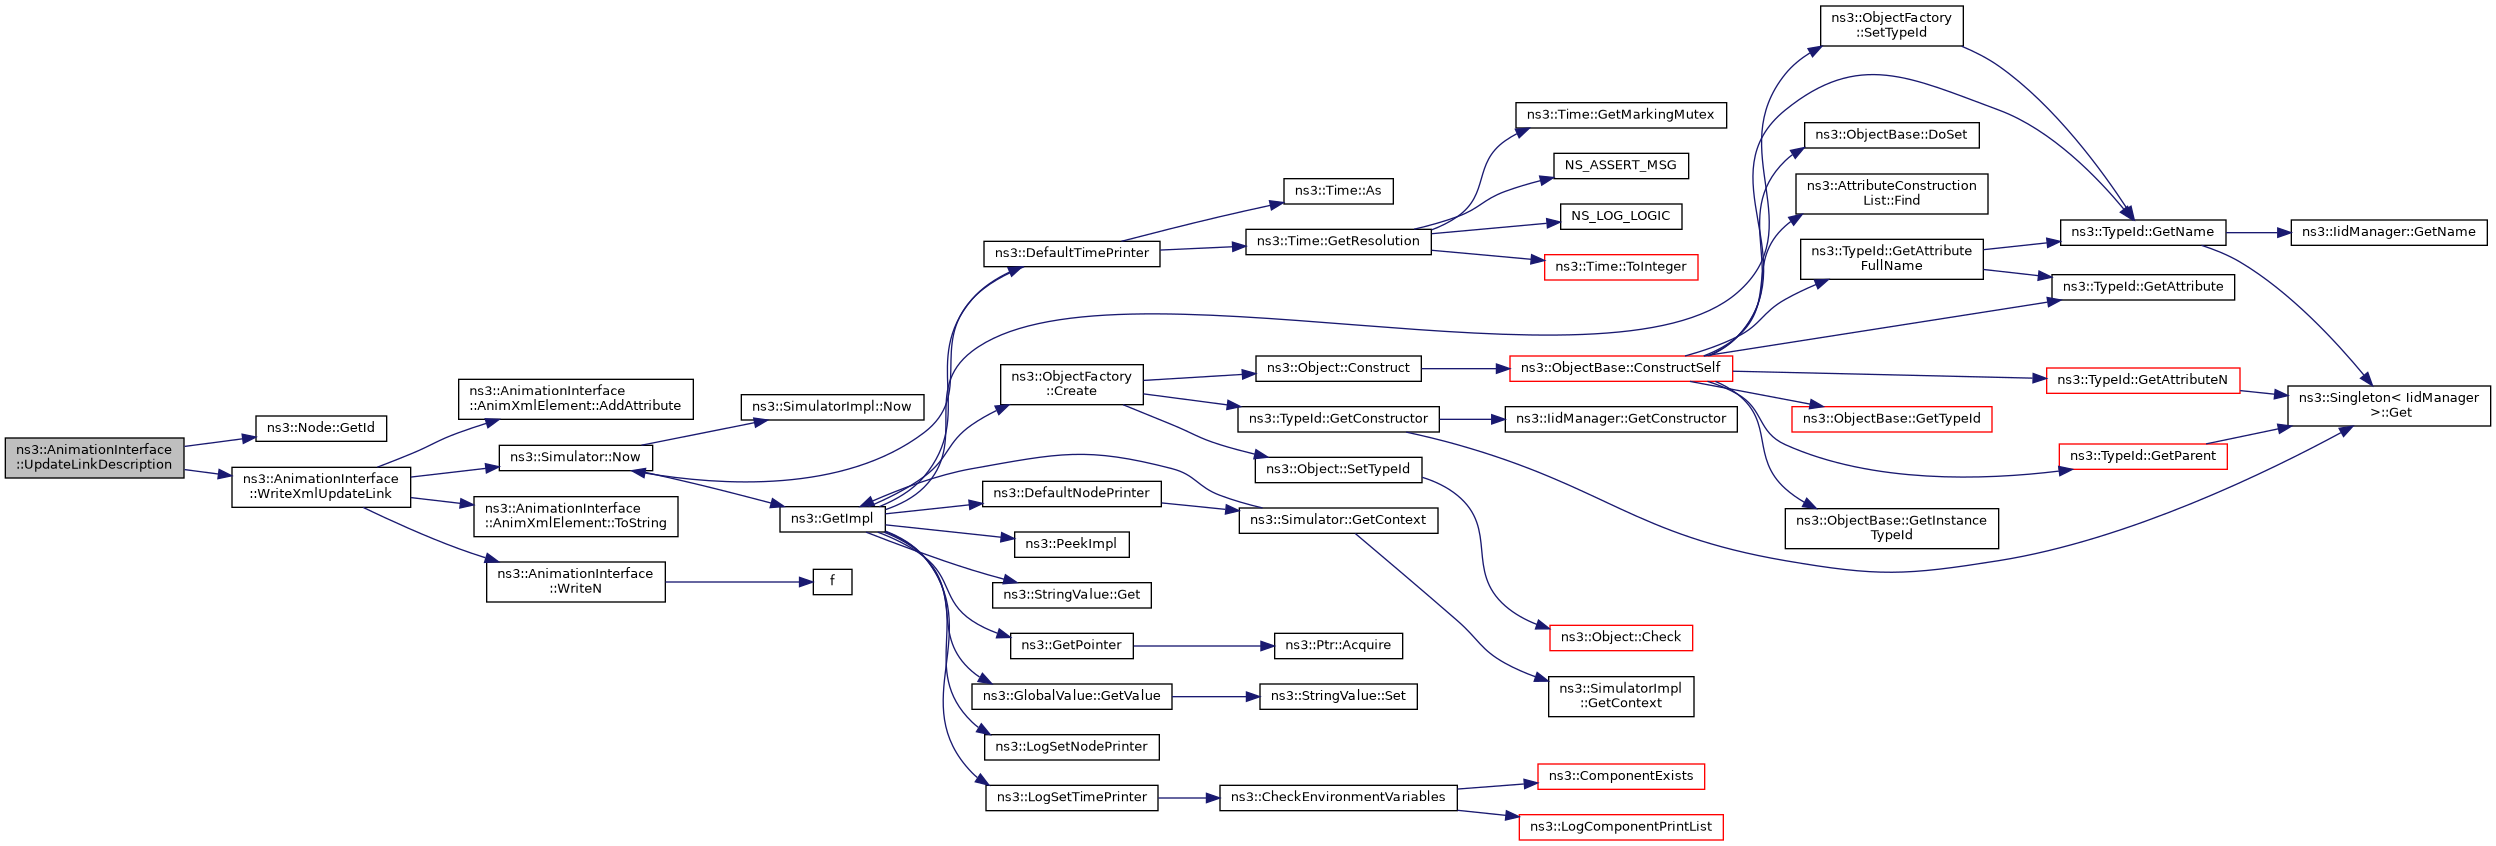 ns3::AnimationInterface
::UpdateLinkDescription
ns3::Node::GetId
ns3::AnimationInterface
::WriteXmlUpdateLink
ns3::AnimationInterface
::AnimXmlElement::AddAttribute
ns3::Simulator::Now
ns3::AnimationInterface
::AnimXmlElement::ToString
ns3::AnimationInterface
::WriteN
ns3::SimulatorImpl::Now
ns3::GetImpl
f
ns3::DefaultTimePrinter
ns3::ObjectFactory
::Create
ns3::DefaultNodePrinter
ns3::PeekImpl
ns3::StringValue::Get
ns3::GetPointer
ns3::GlobalValue::GetValue
ns3::LogSetNodePrinter
ns3::LogSetTimePrinter
ns3::Time::As
ns3::Time::GetResolution
ns3::Object::Construct
ns3::TypeId::GetConstructor
ns3::Object::SetTypeId
ns3::Simulator::GetContext
ns3::Ptr::Acquire
ns3::StringValue::Set
ns3::CheckEnvironmentVariables
ns3::Time::GetMarkingMutex
NS_ASSERT_MSG
NS_LOG_LOGIC
ns3::Time::ToInteger
ns3::ObjectBase::ConstructSelf
ns3::IidManager::GetConstructor
ns3::Object::Check
ns3::SimulatorImpl
::GetContext
ns3::ComponentExists
ns3::LogComponentPrintList
ns3::ObjectFactory
::SetTypeId
ns3::ObjectBase::DoSet
ns3::AttributeConstruction
List::Find
ns3::TypeId::GetAttribute
FullName
ns3::ObjectBase::GetTypeId
ns3::ObjectBase::GetInstance
TypeId
ns3::TypeId::GetName
ns3::TypeId::GetAttribute
ns3::TypeId::GetAttributeN
ns3::TypeId::GetParent
ns3::IidManager::GetName
ns3::Singleton< IidManager
>::Get